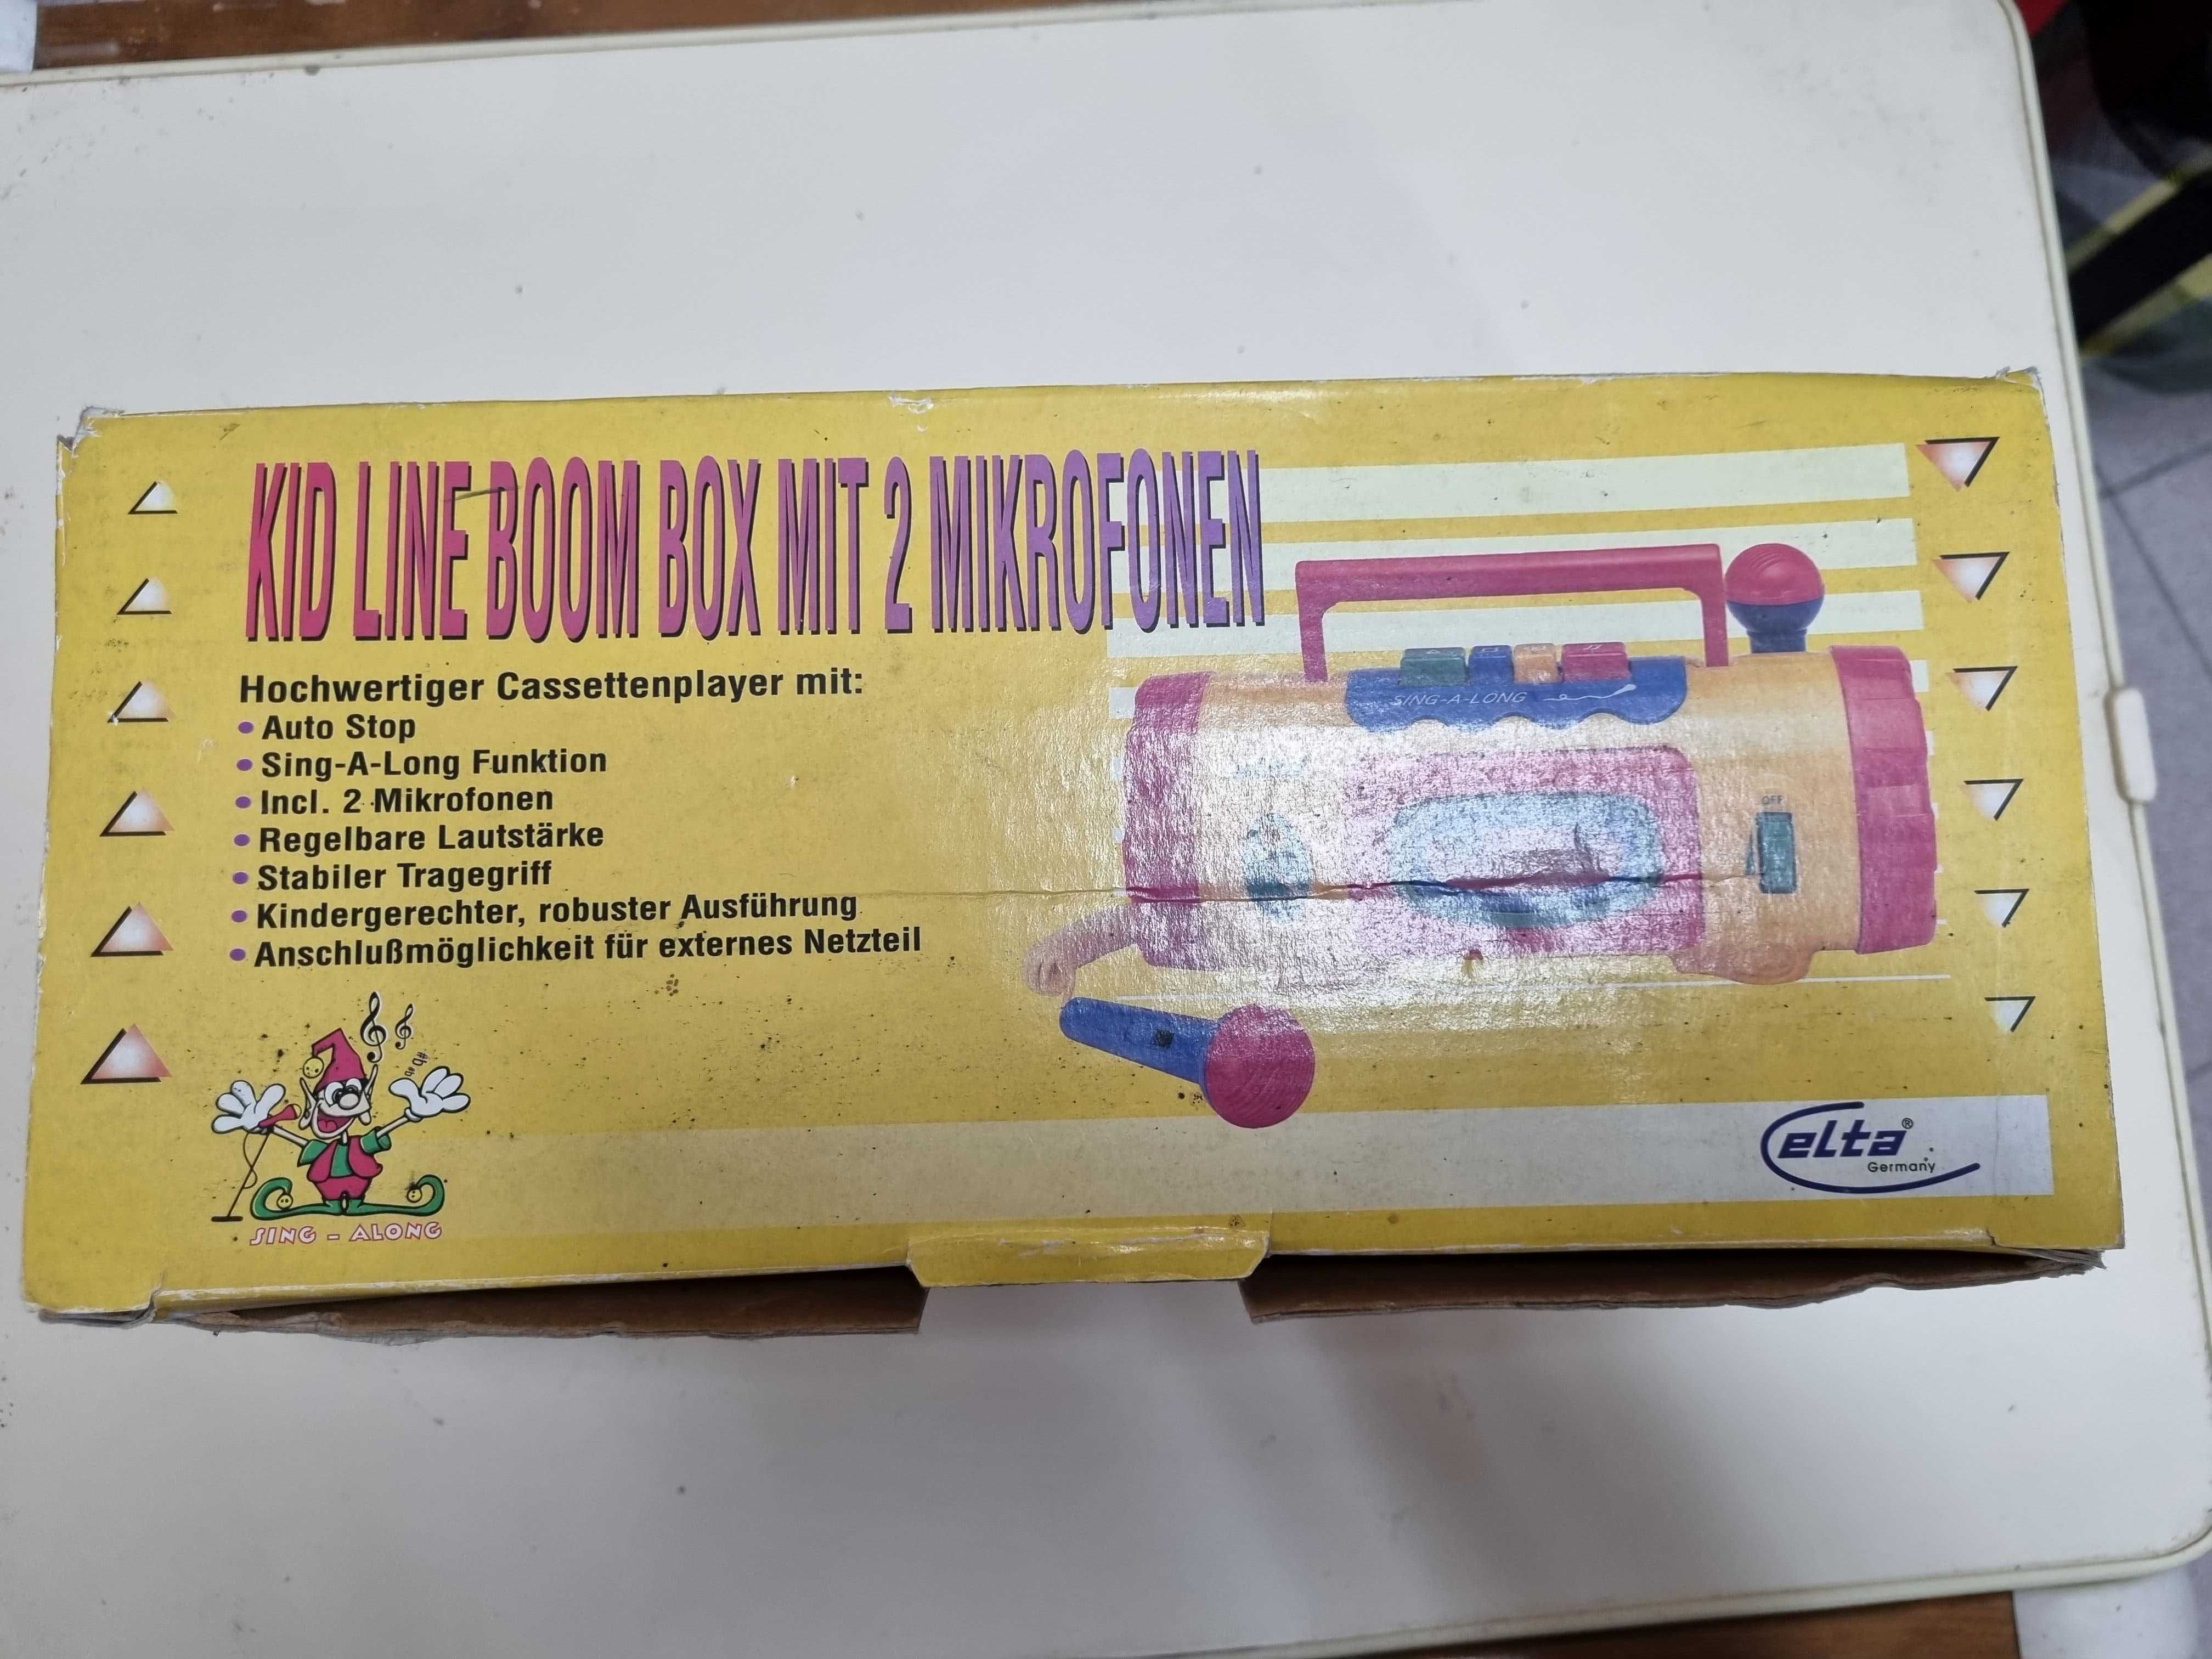 KID LINE BOOM BOX MIT 2 MIKROFONEN
Hochwertiger Cassettenplayer mit:
• Auto Stop
• Sing-A-Long Funktion
• Incl. 2 Mikrofonen
• Regelbare Lautstärke
• Stabiler Tragegriff
• Kindergerechter, robuster Ausführung
• Anschlußmöglichkeit für externes Netzteil
SING-A-LONG
OFF
SING - ALONG
elta®
Germany